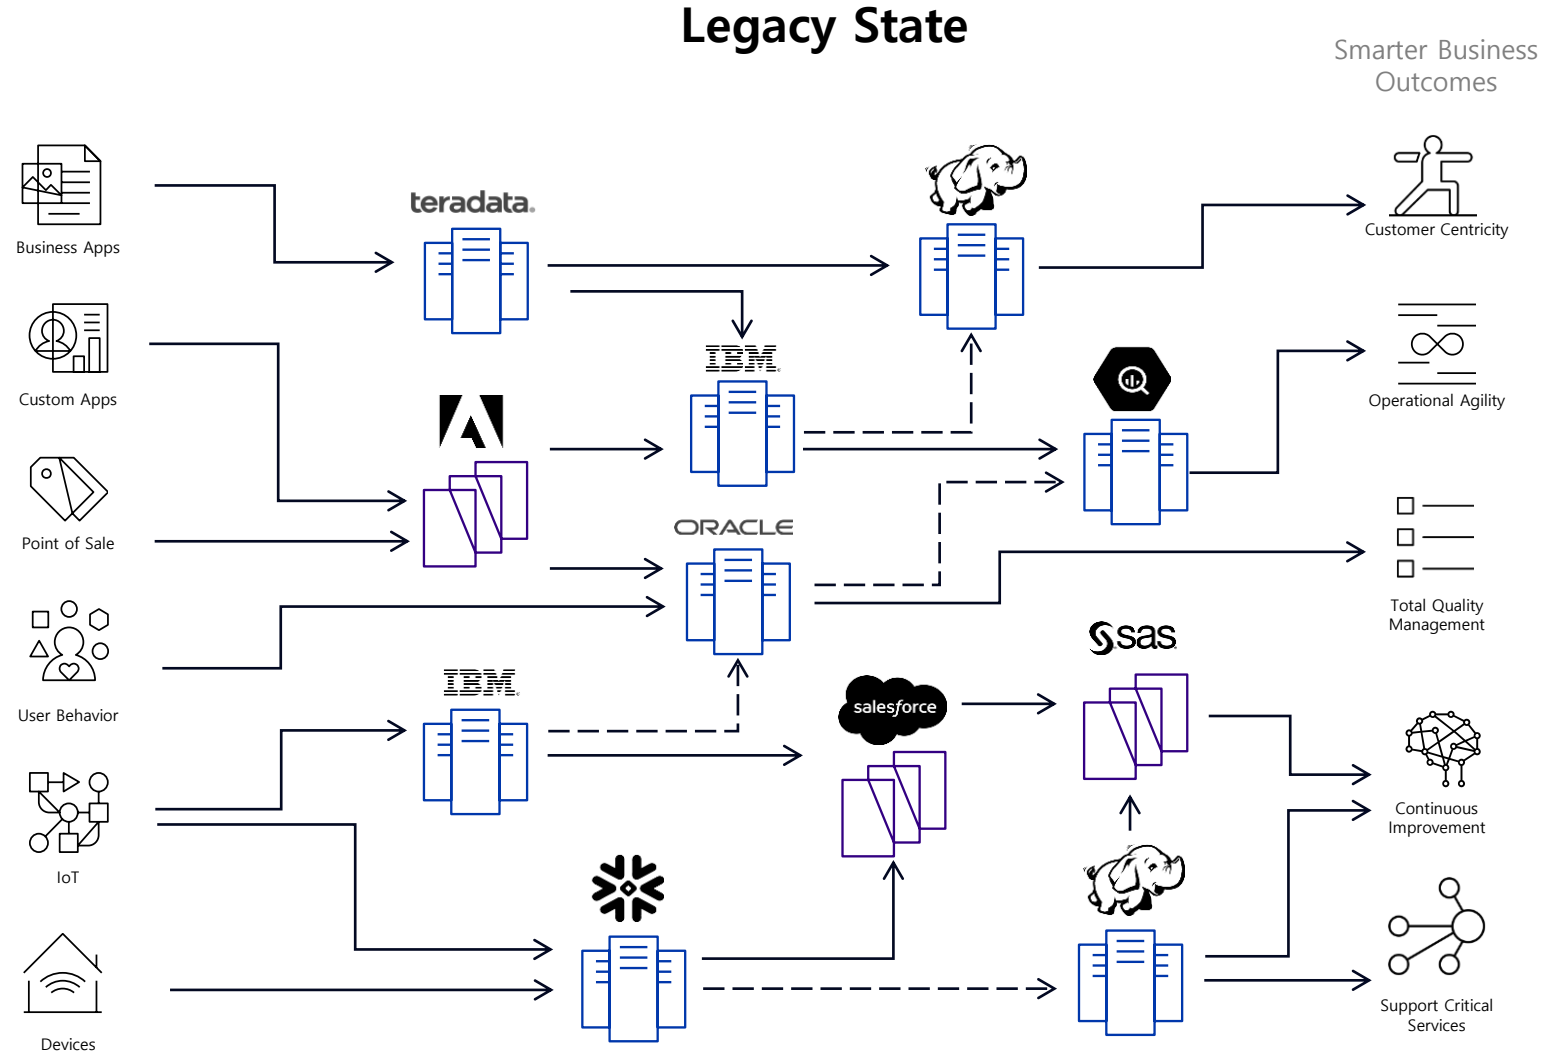 Legacy State
Smarter Business
Outcomes
Business Apps
teradata.
Customer Centricity
IBM
Custom Apps
Operational Agility
ORACLE
Point of Sale
Total Quality
Management
sas
User Behavior
IBM
salesforce
Continuous
Improvement
IoT
Support Critical
Services
Devices